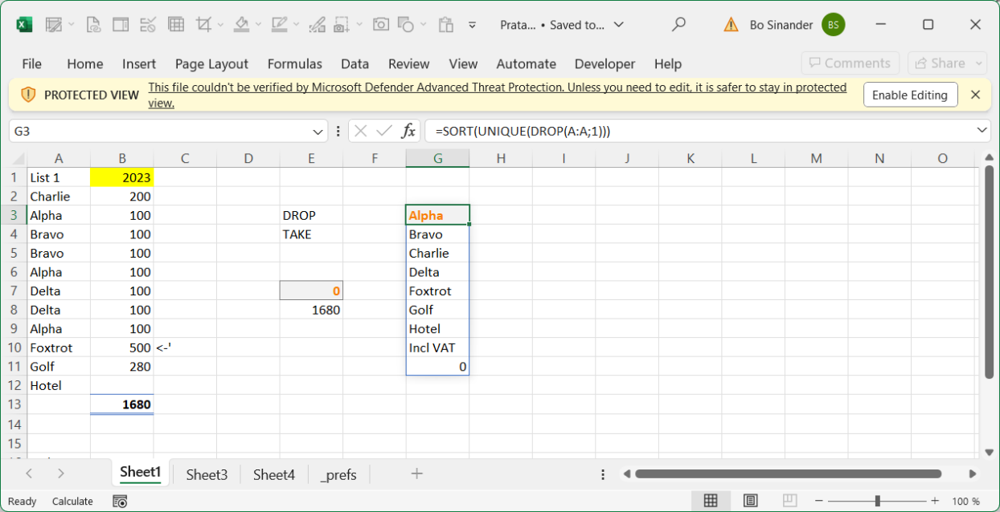 Prata... • Saved to...
Bo Sinander BS
File Home Insert Page Layout Formulas Data Review View Automate Developer Help Comments Share
PROTECTED VIEW This file couldn't be verified by Microsoft Defender Advanced Threat Protection. Unless you need to edit, it is safer to stay in protected
view. Enable Editing
G3 fx =SORT(UNIQUE(DROP(A:A;1)))
A B C D E F G H I J K L M N O
1 List 1 2023
2 Charlie 200
3 Alpha 100 DROP Alpha
4 Bravo 100 TAKE Bravo
5 Bravo 100 Charlie
6 Alpha 100 Delta
7 Delta 100 0 Foxtrot
8 Delta 100 1680 Golf
9 Alpha 100 Hotel
10 Foxtrot 500 <-' Incl VAT
11 Golf 280 0
12 Hotel
13 1680
14
15
Sheet1 Sheet3 Sheet4 _prefs
Ready Calculate 100 %